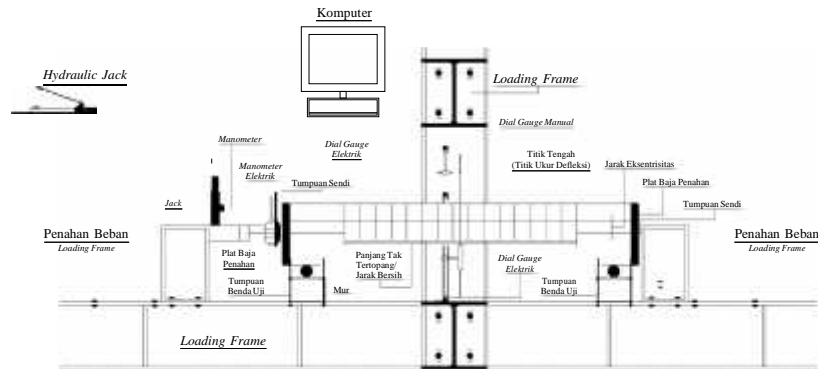 Komputer
Hydraulic Jack
Loading Frame
Manometer
Dial Gauge
Elektrik
Dial Gauge Manual
Manometer
Elektrik
Titik Tengah
(Titik Ukur Defleksi)
Jarak Eksentrisitas
Plat Baja Penahan
Tumpuan Sendi
Tumpuan Sendi
Jack
Penahan Beban
Loading Frame
Plat Baja
Penahan
Panjang Tak
Tertopang/
Jarak Bersih
Dial Gauge
Elektrik
Penahan Beban
Loading Frame
Tumpuan
Benda Uji
Mur
Tumpuan
Benda Uji
Loading Frame